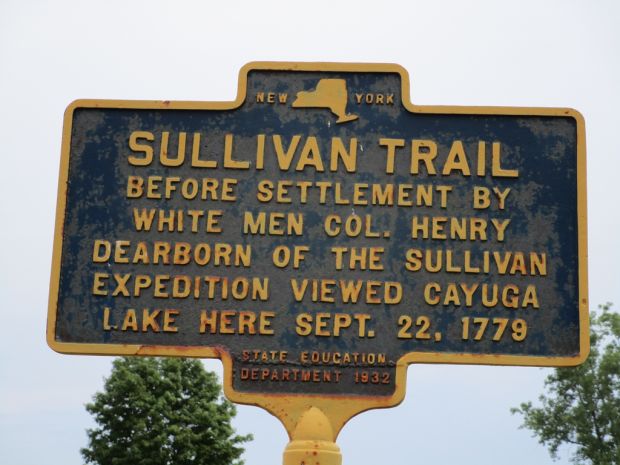 NEW YORK
SULLIVAN TRAIL
BEFORE SETTLEMENT BY
WHITE MEN COL. HENRY
DEARBORN OF THE SULLIVAN
EXPEDITION VIEWED CAYUGA
LAKE HERE SEPT. 22, 1779
STATE EDUCATION
DEPARTMENT 1932